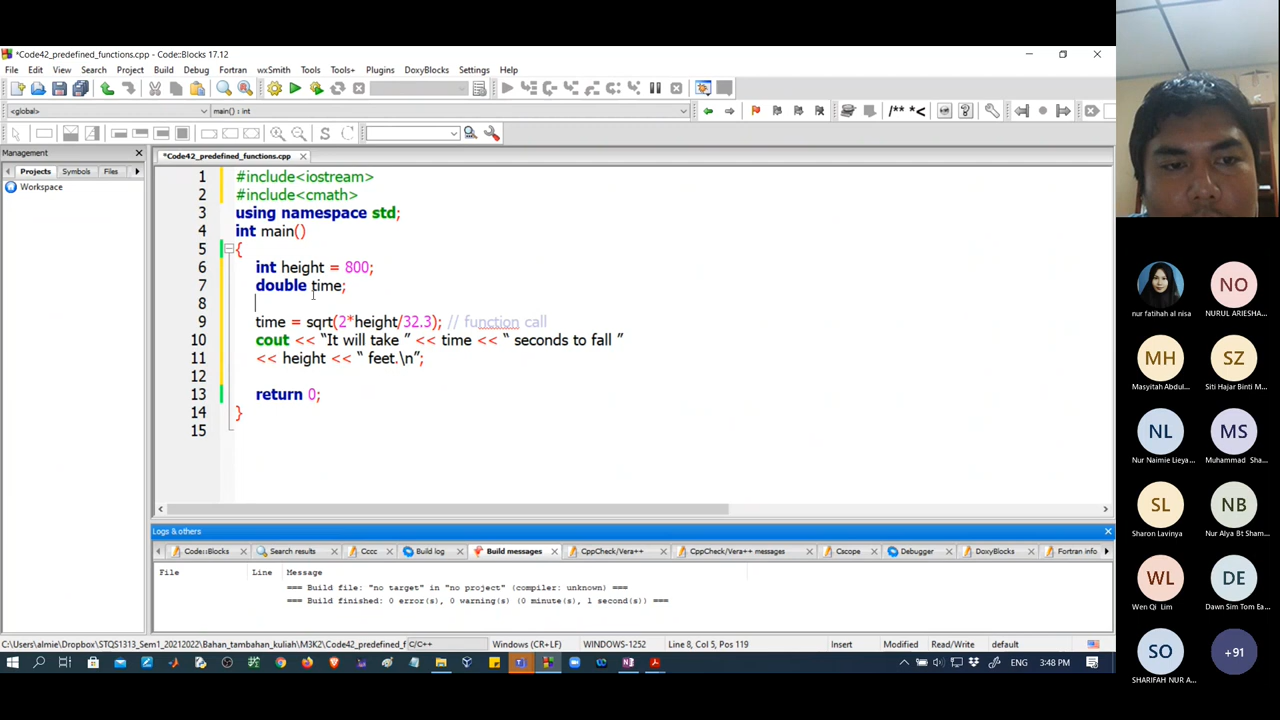 *Code42_predefined_functions.cpp - Code::Blocks 17.12
File Edit View Search Project Build Debug Fortran wxSmith Tools Tools+ Plugins DoxyBlocks Settings Help
<global> main() : int
Management
*Code42_predefined_functions.cpp
Projects Symbols Files
Workspace
1 #include<iostream>
2 #include<cmath>
3 using namespace std;
4 int main()
5 {
6 int height = 800;
7 double time;
8
9 time = sqrt(2*height/32.3); // function call
10 cout << “It will take ” << time << “ seconds to fall ”
11 << height << “ feet.\n”;
12
13 return 0;
14 }
15
Logs & others
Code::Blocks Search results Cccc Build log Build messages CppCheck/Vera++ CppCheck/Vera++ messages Cscope Debugger DoxyBlocks Fortran info
File Line Message
=== Build file: "no target" in "no project" (compiler: unknown) ===
=== Build finished: 0 error(s), 0 warning(s) (0 minute(s), 1 second(s)) ===
C:\Users\almie\Dropbox\STQS1313_Sem1_20212022\Bahan_tambahan_kuliah\M3K2\Code42_predefined_f C/C++ Windows (CR+LF) WINDOWS-1252 Line 8, Col 5, Pos 119 Insert Modified Read/Write default
ENG 3:48 PM
nur fatihah al nisa
NO
NURUL ARIESHA...
MH
Masyitah Abdul...
SZ
Siti Hajar Binti M...
NL
Nur Naimie Lieya...
MS
Muhammad Sha...
SL
Sharon Lavinya
NB
Nur Alya Bt Sham...
WL
Wen Qi Lim
DE
Dawn Sim Tom Ea...
SO
SHARIFAH NUR A...
+91